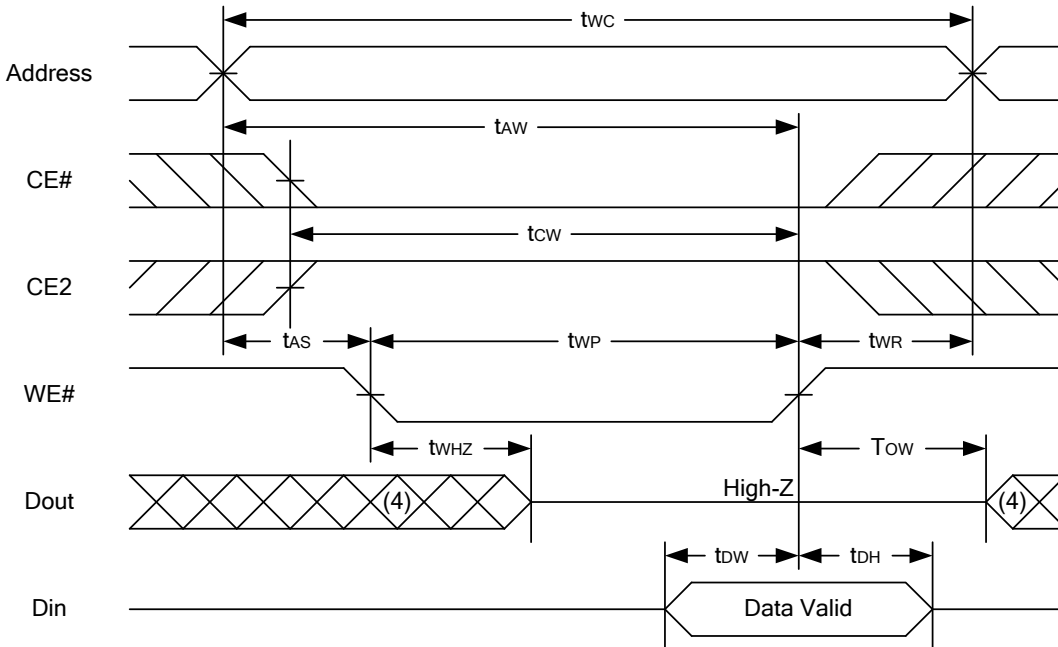 tWC
Address
tAW
CE#
tCW
CE2
tAS tWP tWR
WE#
tWHZ TOW
Dout (4) High-Z (4)
tDW tDH
Din Data Valid